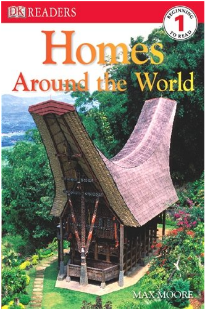 DK READERS
BEGINNING
1
TO READ
Homes
Around the World
MAX MOORE